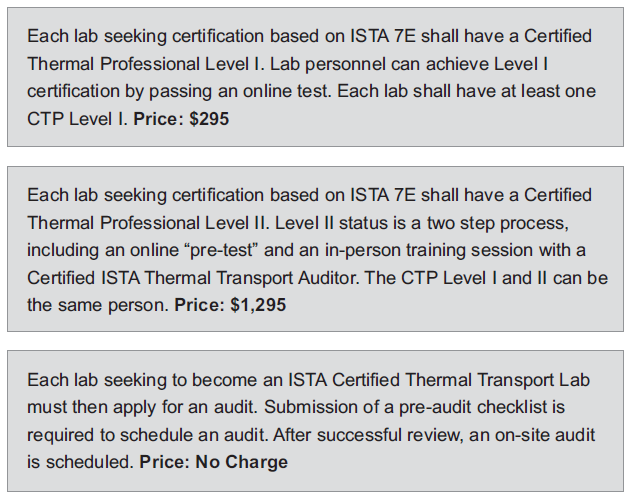 Each lab seeking certification based on ISTA 7E shall have a Certified
Thermal Professional Level I. Lab personnel can achieve Level I
certification by passing an online test. Each lab shall have at least one
CTP Level I. Price: $295
Each lab seeking certification based on ISTA 7E shall have a Certified
Thermal Professional Level II. Level II status is a two step process,
including an online “pre-test” and an in-person training session with a
Certified ISTA Thermal Transport Auditor. The CTP Level I and II can be
the same person. Price: $1,295
Each lab seeking to become an ISTA Certified Thermal Transport Lab
must then apply for an audit. Submission of a pre-audit checklist is
required to schedule an audit. After successful review, an on-site audit
is scheduled. Price: No Charge